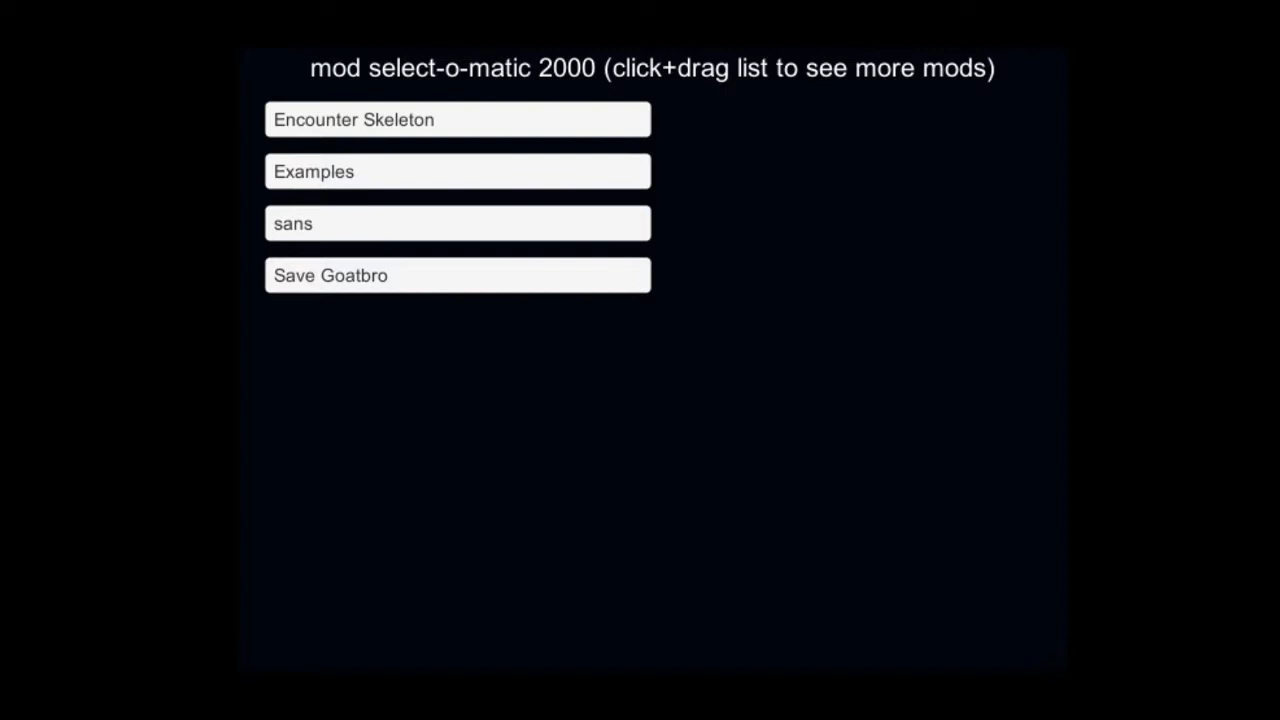 mod select-o-matic 2000 (click+drag list to see more mods)
Encounter Skeleton
Examples
sans
Save Goatbro